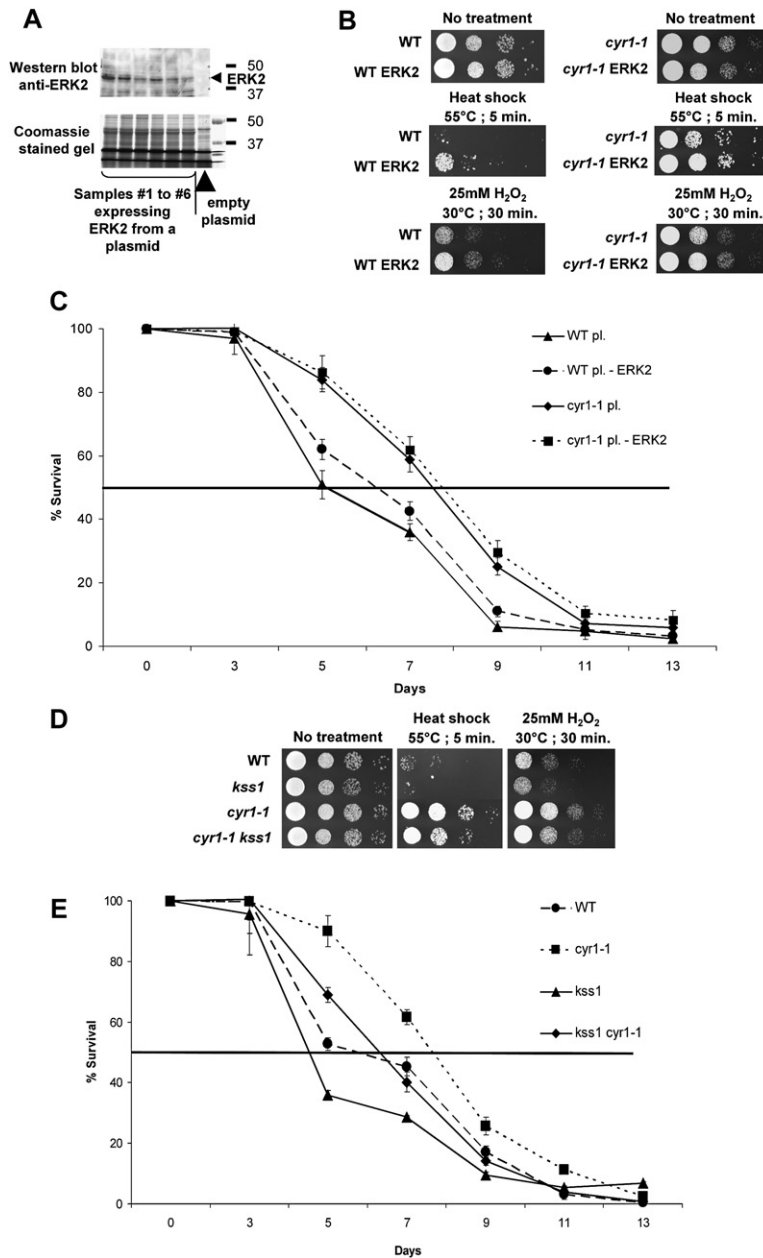 A
Western blot
anti-ERK2
50
ERK2
37
Coomassie
stained gel
50
37
Samples #1 to #6
expressing
ERK2 from a
plasmid
empty
plasmid
B
No treatment
WT
WT ERK2
Heat shock
55°C ; 5 min.
WT
WT ERK2
25mM H₂O₂
30°C ; 30 min.
WT
WT ERK2
No treatment
cyr1-1
cyr1-1 ERK2
Heat shock
55°C ; 5 min.
cyr1-1
cyr1-1 ERK2
25mM H₂O₂
30°C ; 30 min.
cyr1-1
cyr1-1 ERK2
C
100
80
60
40
20
0
% Survival
0 3 5 7 9 11 13
Days
WT pl.
WT pl. - ERK2
cyr1-1 pl.
cyr1-1 pl. - ERK2
D
No treatment
Heat shock
55°C ; 5 min.
25mM H₂O₂
30°C ; 30 min.
WT
kss1
cyr1-1
cyr1-1 kss1
E
100
80
60
40
20
0
% Survival
0 3 5 7 9 11 13
Days
WT
cyr1-1
kss1
kss1 cyr1-1